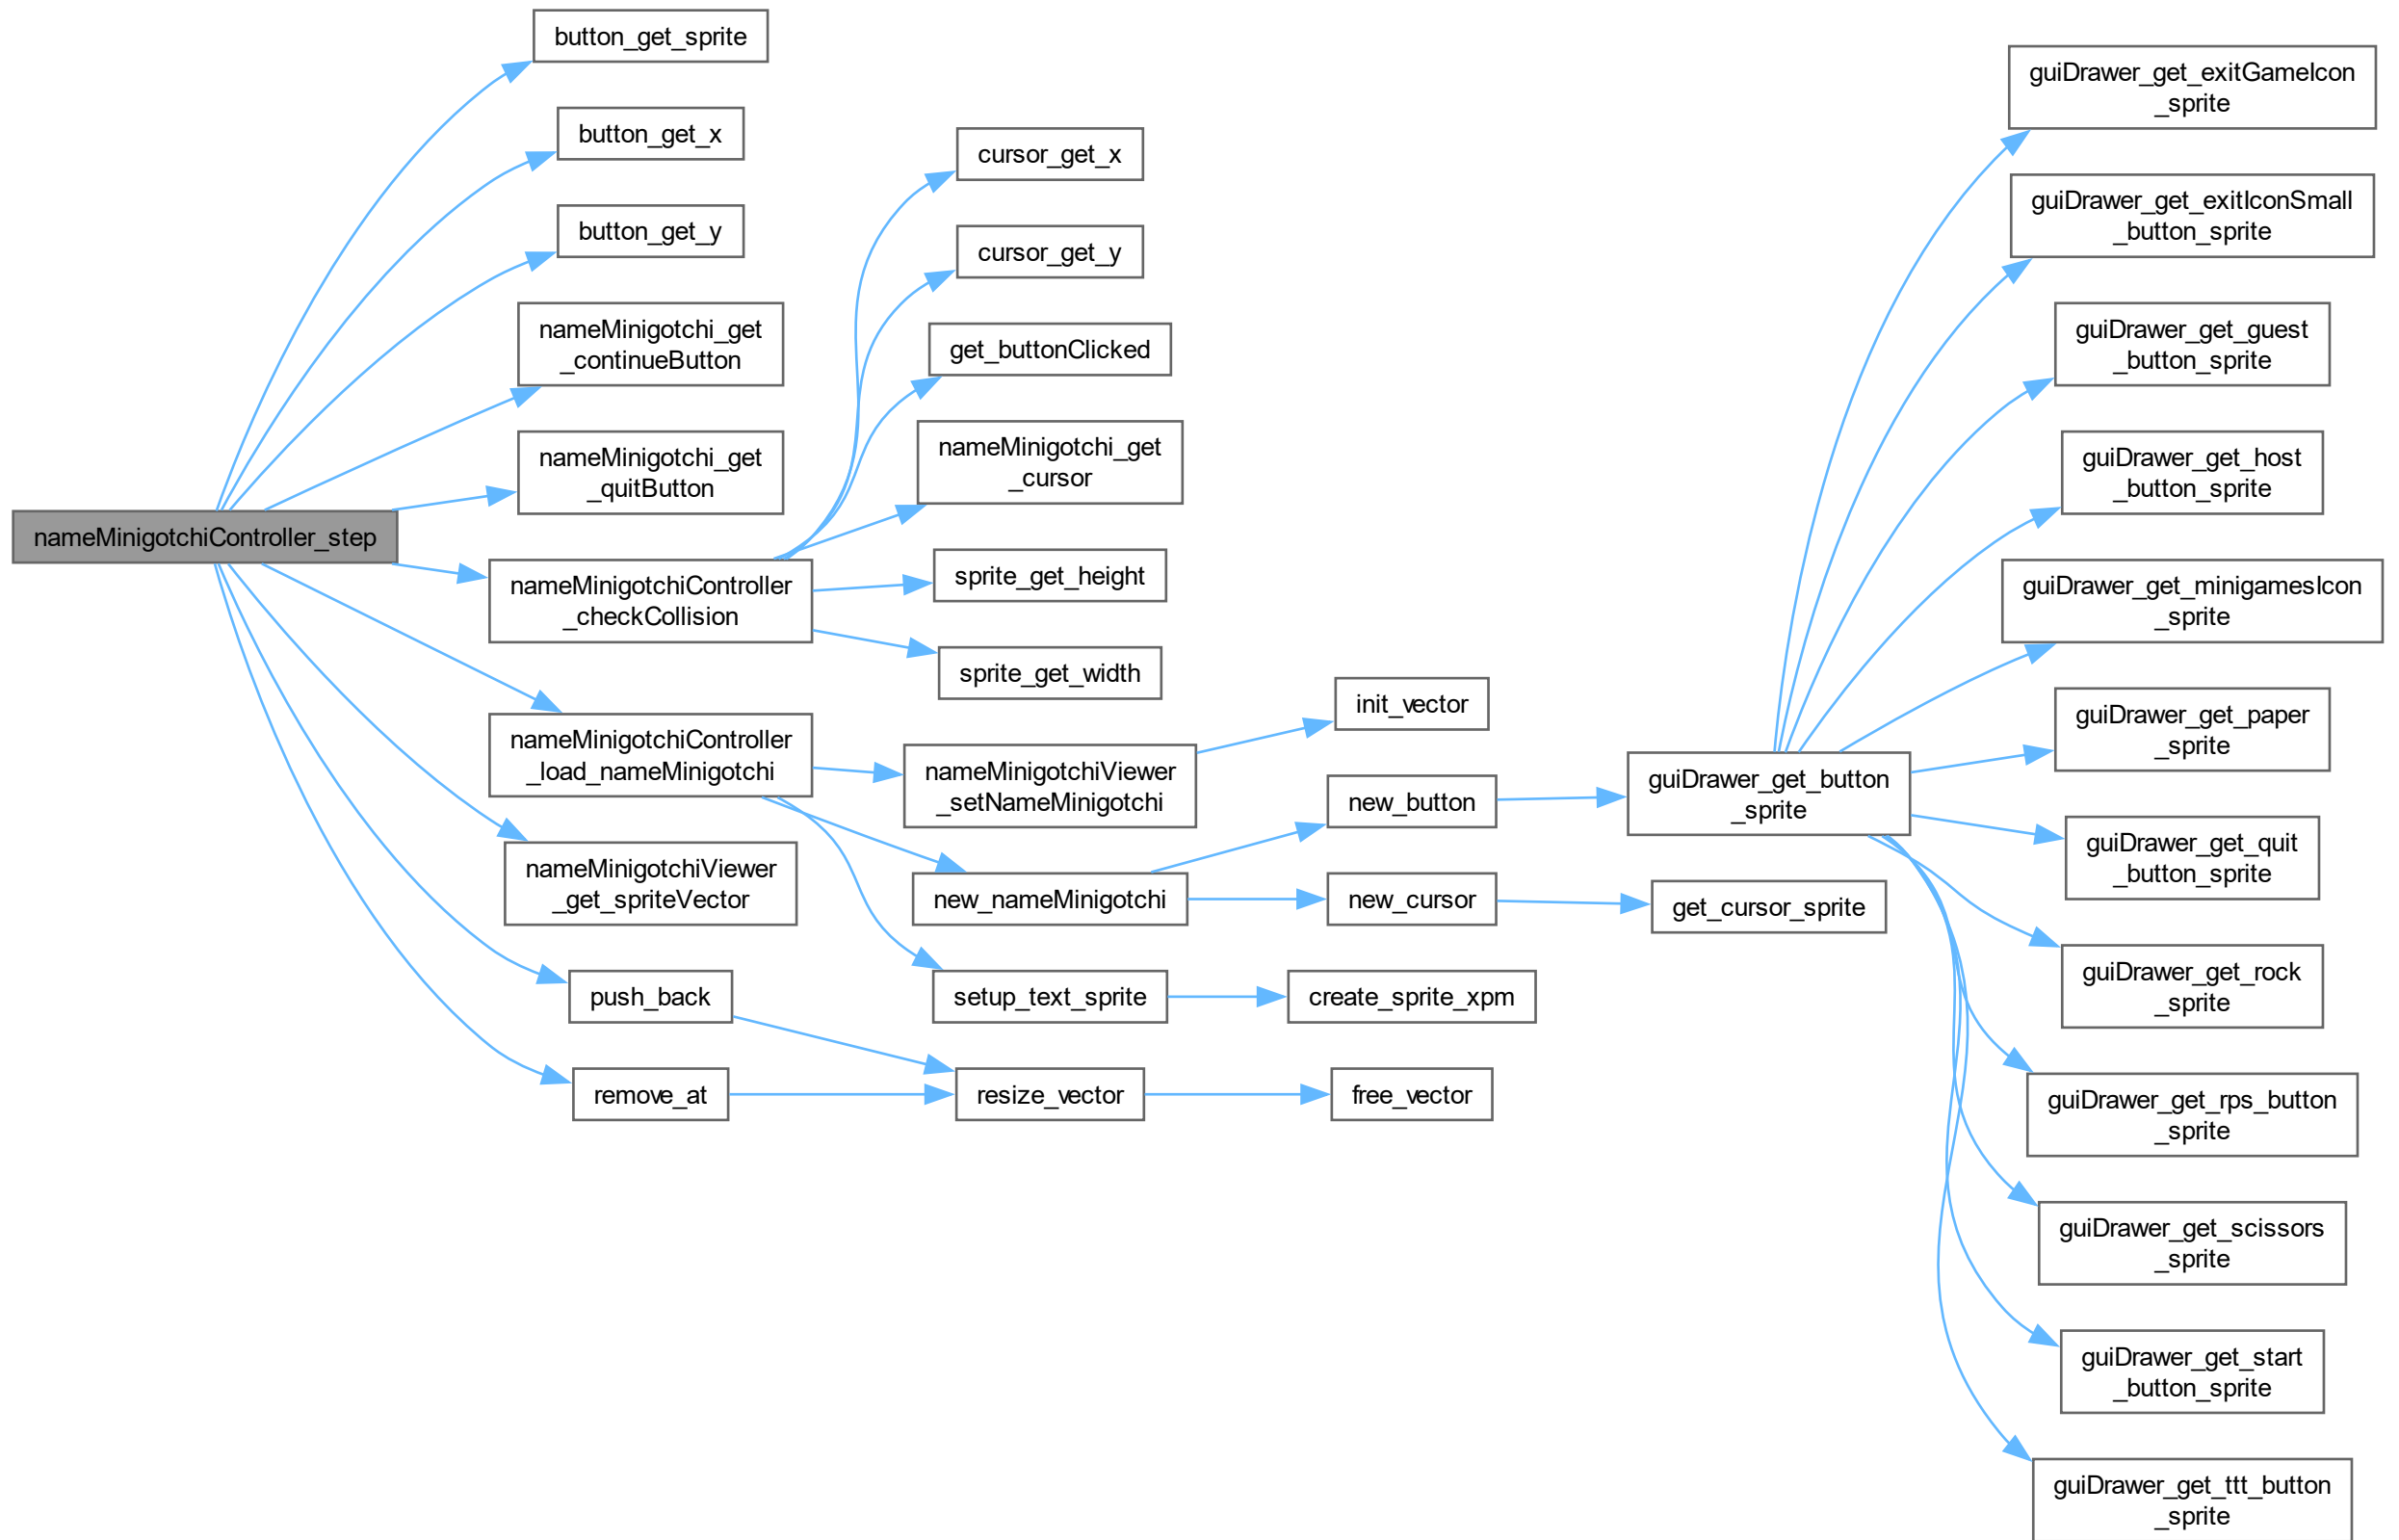 button_get_sprite
button_get_x
button_get_y
nameMinigotchi_get
_continueButton
nameMinigotchi_get
_quitButton
nameMinigotchiController_step
nameMinigotchiController
_checkCollision
nameMinigotchiController
_load_nameMinigotchi
nameMinigotchiViewer
_get_spriteVector
push_back
remove_at
cursor_get_x
cursor_get_y
get_buttonClicked
nameMinigotchi_get
_cursor
sprite_get_height
sprite_get_width
nameMinigotchiViewer
_setNameMinigotchi
new_nameMinigotchi
setup_text_sprite
resize_vector
init_vector
new_button
new_cursor
create_sprite_xpm
free_vector
guiDrawer_get_button
_sprite
get_cursor_sprite
guiDrawer_get_exitGameIcon
_sprite
guiDrawer_get_exitIconSmall
_button_sprite
guiDrawer_get_guest
_button_sprite
guiDrawer_get_host
_button_sprite
guiDrawer_get_minigamesIcon
_sprite
guiDrawer_get_paper
_sprite
guiDrawer_get_quit
_button_sprite
guiDrawer_get_rock
_sprite
guiDrawer_get_rps_button
_sprite
guiDrawer_get_scissors
_sprite
guiDrawer_get_start
_button_sprite
guiDrawer_get_ttt_button
_sprite